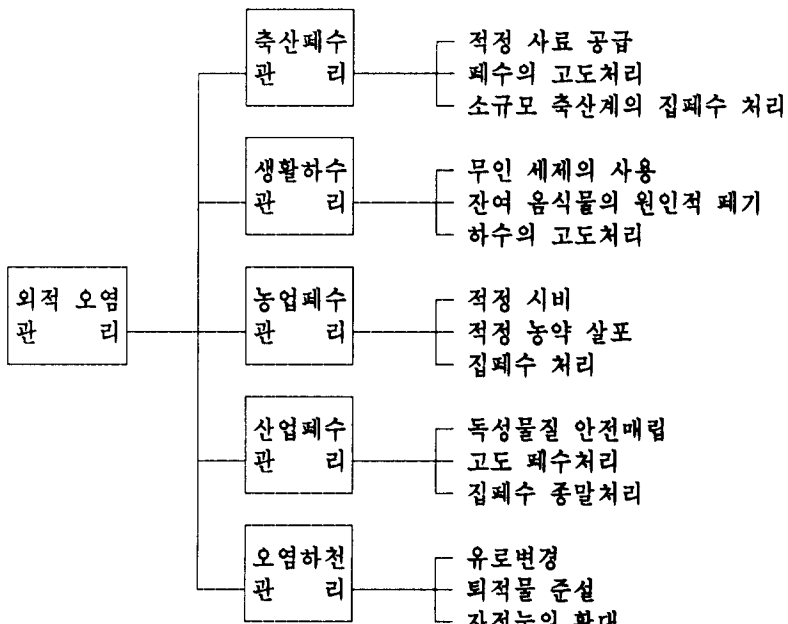 축산폐수
관 리
적정 사료 공급
폐수의 고도처리
소규모 축산계의 집폐수 처리
생활하수
관 리
무인 세제의 사용
잔여 음식물의 원인적 폐기
하수의 고도처리
외적 오염
관 리
농업폐수
관 리
적정 시비
적정 농약 살포
집폐수 처리
산업폐수
관 리
독성물질 안전매립
고도 폐수처리
집폐수 종말처리
오염하천
관 리
유로변경
퇴적물 준설